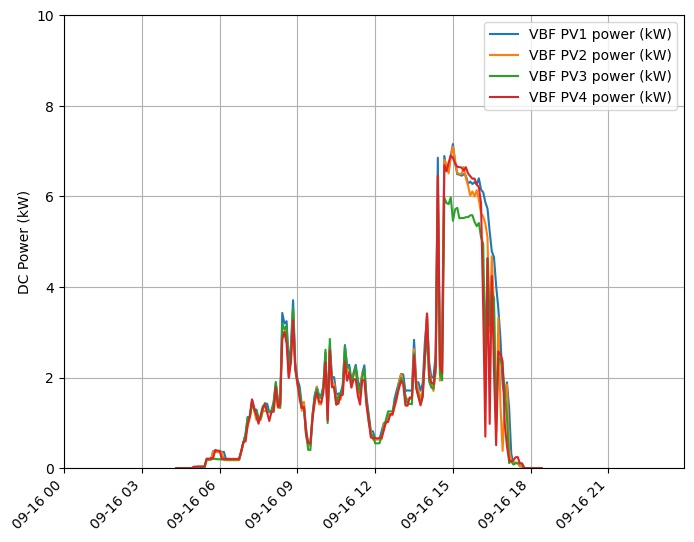 10
8
6
4
2
0
DC Power (kW)
VBF PV1 power (kW)
VBF PV2 power (kW)
VBF PV3 power (kW)
VBF PV4 power (kW)
09-16 00
09-16 03
09-16 06
09-16 09
09-16 12
09-16 15
09-16 18
09-16 21